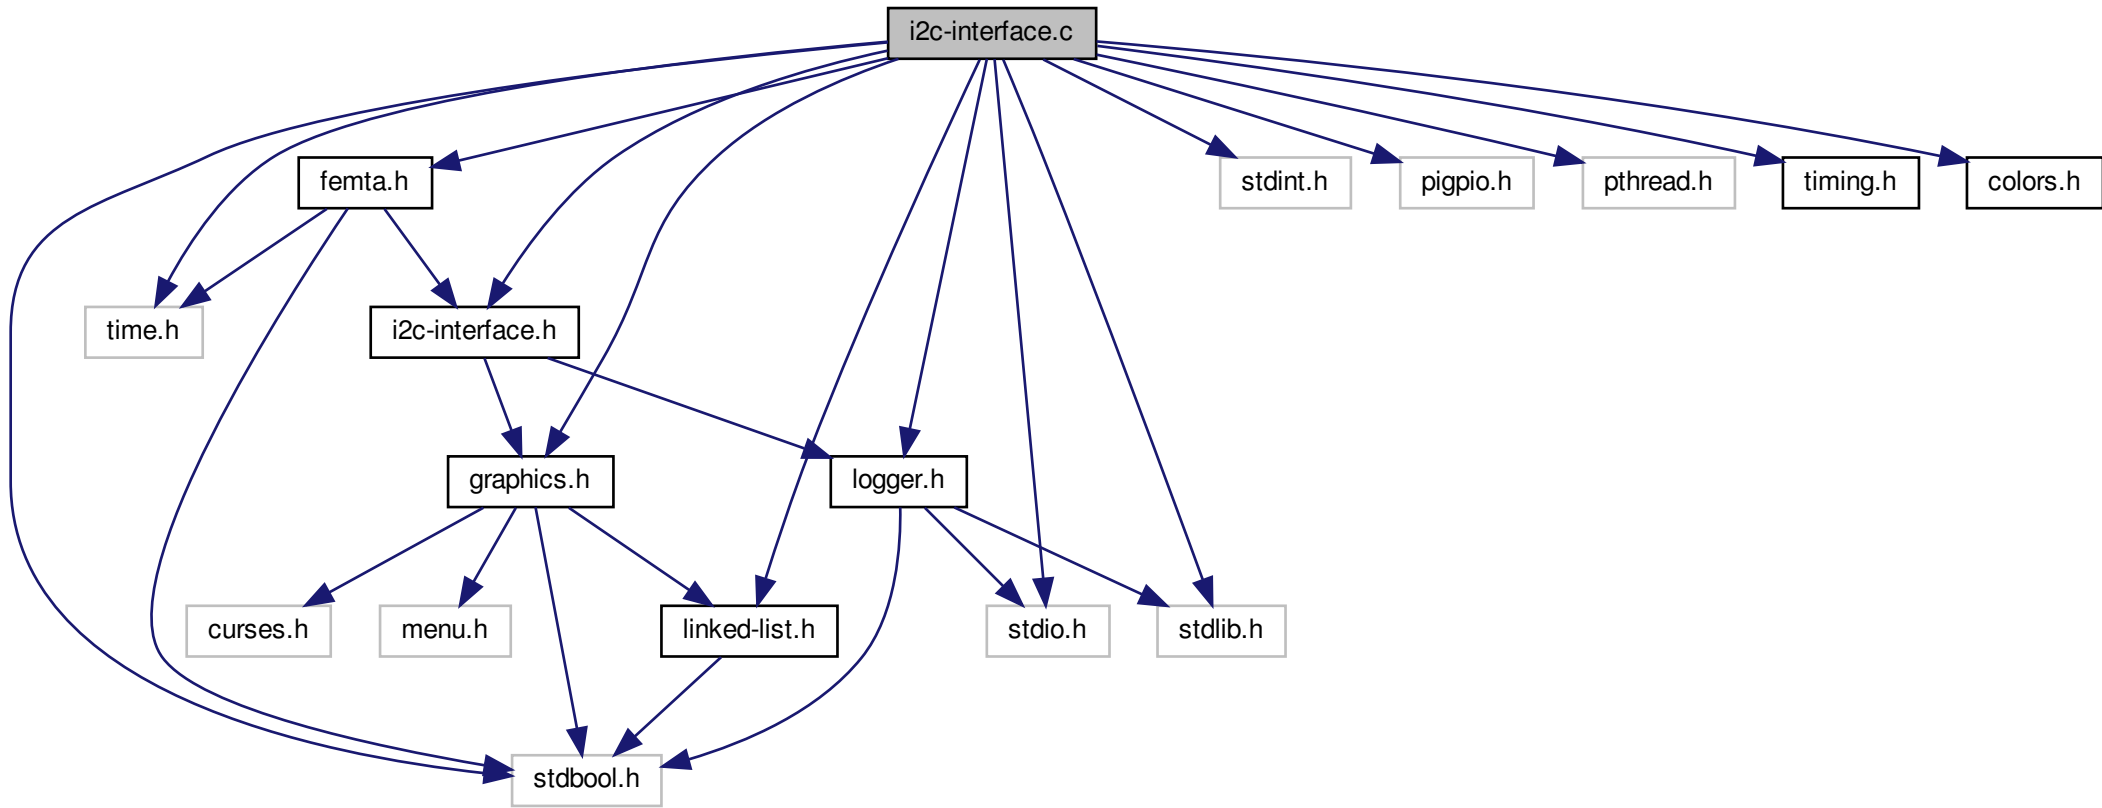 i2c-interface.c
femta.h
stdint.h
pigpio.h
pthread.h
timing.h
colors.h
time.h
i2c-interface.h
graphics.h
logger.h
curses.h
menu.h
linked-list.h
stdio.h
stdlib.h
stdbool.h